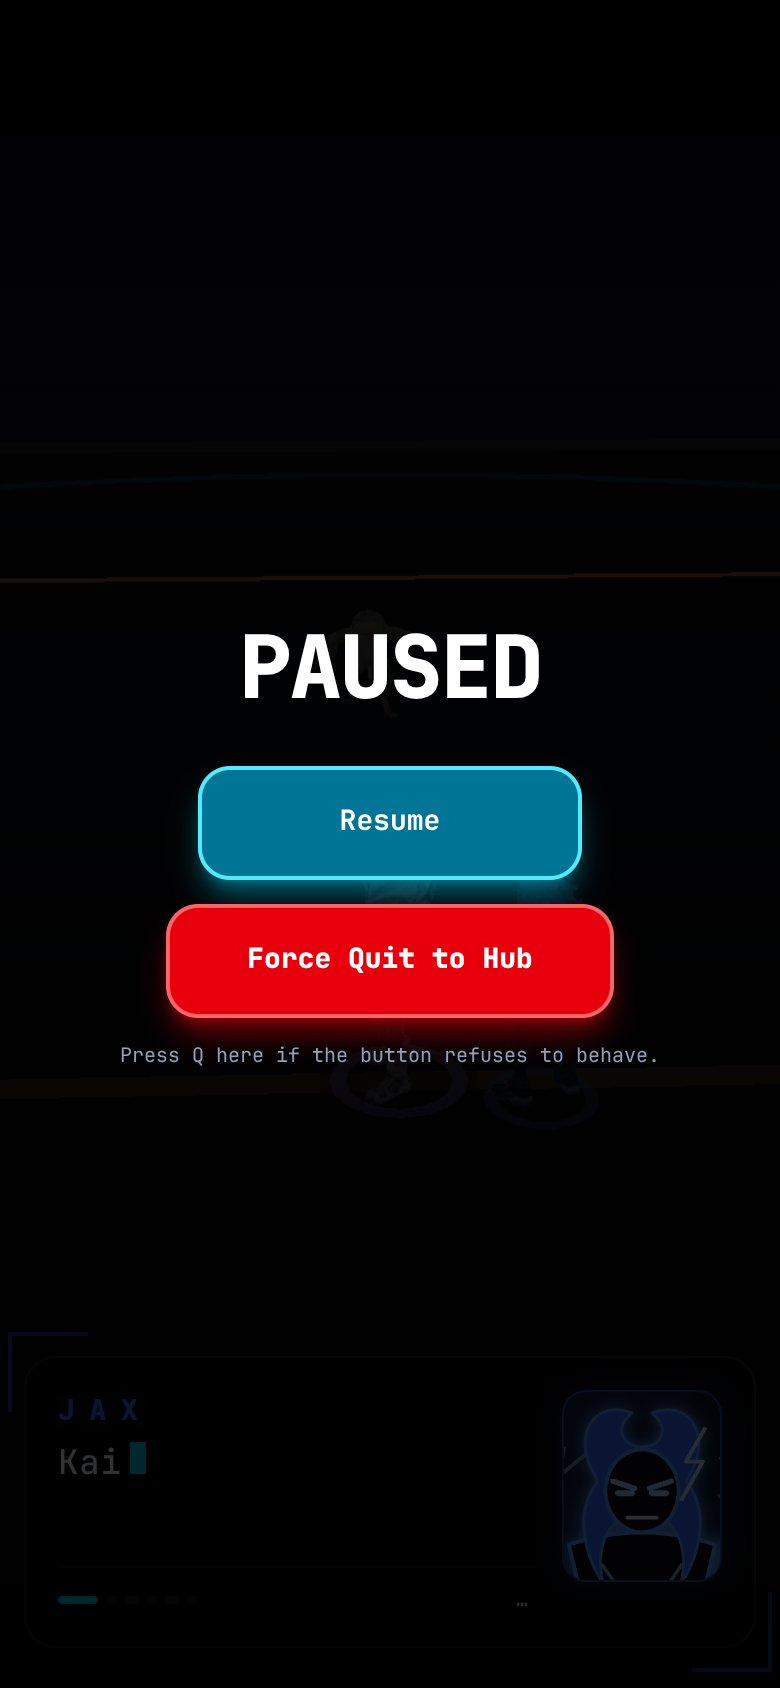 PAUSED
Resume
Force Quit to Hub
Press Q here if the button refuses to behave.
JAX
Kai
…